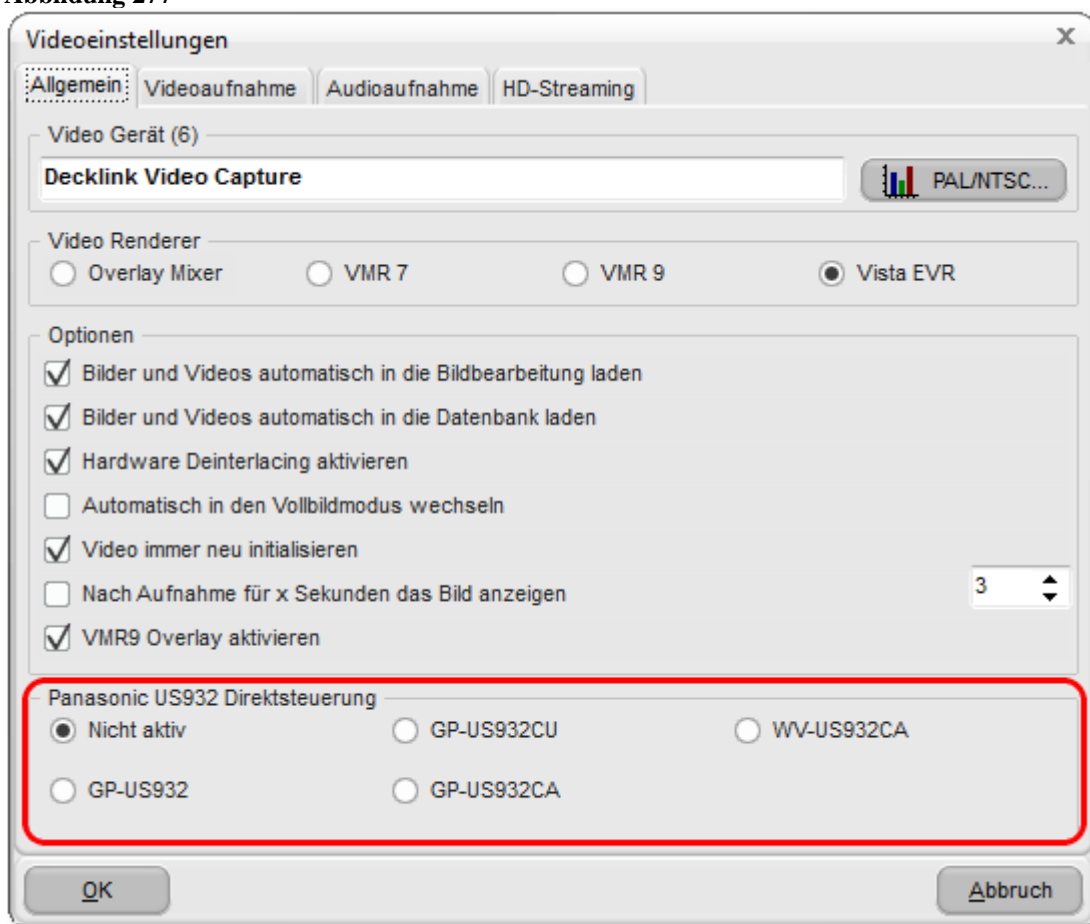 Abbildung 277
Videoeinstellungen x
Allgemein Videoaufnahme Audioaufnahme HD-Streaming
Video Gerät (6)
Decklink Video Capture PAL/NTSC...
Video Renderer
Overlay Mixer VMR 7 VMR 9 Vista EVR
Optionen
Bilder und Videos automatisch in die Bildbearbeitung laden
Bilder und Videos automatisch in die Datenbank laden
Hardware Deinterlacing aktivieren
Automatisch in den Vollbildmodus wechseln
Video immer neu initialisieren
Nach Aufnahme für x Sekunden das Bild anzeigen 3
VMR9 Overlay aktivieren
Panasonic US932 Direktsteuerung
Nicht aktiv GP-US932CU WV-US932CA
GP-US932 GP-US932CA
OK Abbruch